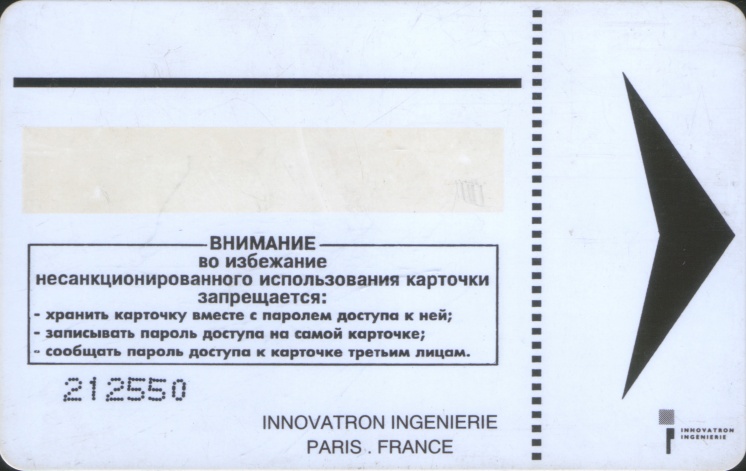 ВНИМАНИЕ
во избежание
несанкционированного использования карточки
запрещается:
- хранить карточку вместе с паролем доступа к ней;
- записывать пароль доступа на самой карточке;
- сообщать пароль доступа к карточке третьим лицам.
212550
INNOVATRON INGENIERIE
PARIS . FRANCE
INNOVATRON
INGENIERIE